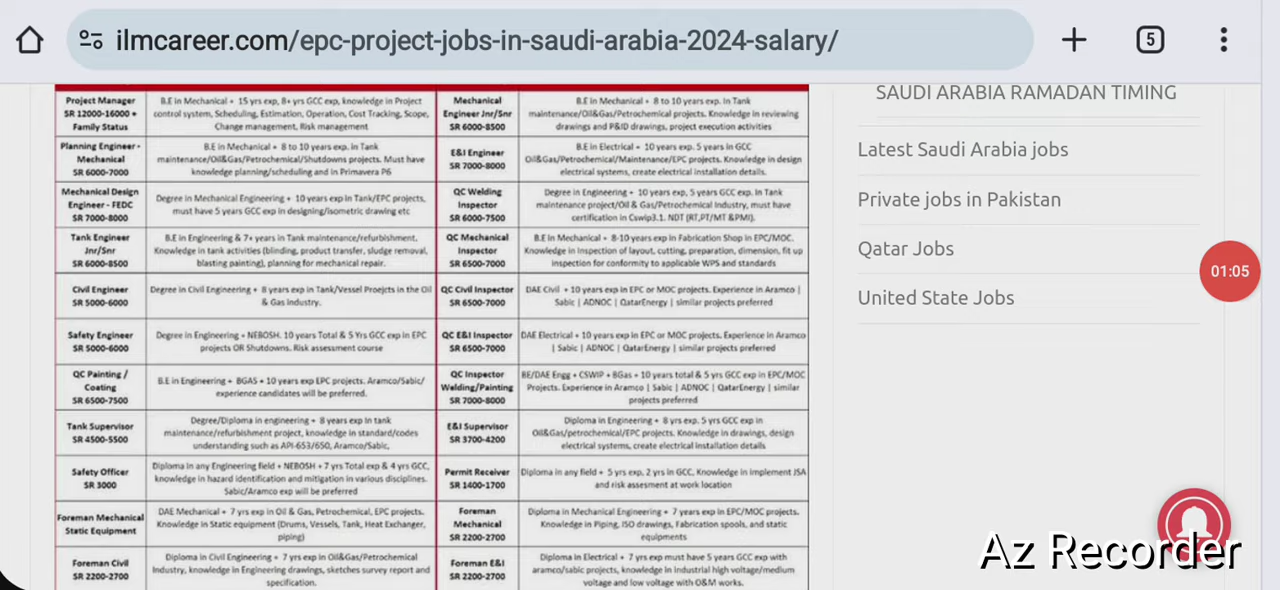 ilmcareer.com/epc-project-jobs-in-saudi-arabia-2024-salary/
5
Project Manager
SR 12000-16000 +
Family Status
B.E in Mechanical + 15 yrs exp, 8+ yrs GCC exp, knowledge in Project
control system, Scheduling, Estimation, Operation, Cost Tracking, Scope,
Change management, Risk management
Mechanical
Engineer Jnr/Snr
SR 6000-8500
B.E in Mechanical + 8 to 10 years exp. In Tank
maintenance/Oil&Gas/Petrochemical projects. Knowledge in reviewing
drawings and P&ID drawings, project execution activities
Planning Engineer -
Mechanical
SR 6000-7000
B.E in Mechanical + 8 to 10 years exp. in Tank
maintenance/Oil&Gas/Petrochemical/Shutdowns projects. Must have
knowledge planning/scheduling and in Primavera P6
E&I Engineer
SR 7000-8000
B.E in Electrical + 10 years exp. 5 years in GCC
Oil&Gas/Petrochemical/Maintenance/EPC projects. Knowledge in design
electrical systems, create electrical installation details.
Mechanical Design
Engineer - FEDC
SR 7000-8000
Degree in Mechanical Engineering + 10 years exp in Tank/EPC projects,
must have 5 years GCC exp in designing/isometric drawing etc
QC Welding
Inspector
SR 6000-7500
Degree in Engineering + 10 years exp, 5 years GCC exp. In Tank
maintenance project/Oil & Gas/Petrochemical Industry, must have
certification in Cswip3.1. NDT (RT,PT/MT &PMI).
Tank Engineer
Jnr/Snr
SR 6000-8500
B.E in Engineering & 7+ years in Tank maintenance/refurbishment.
Knowledge in tank activities (blinding, product transfer, sludge removal,
blasting painting), planning for mechanical repair.
QC Mechanical
Inspector
SR 6500-7000
B.E in Mechanical + 8-10 years exp in Fabrication Shop in EPC/MOC.
Knowledge in Inspection of layout, cutting, preparation, dimension, fit up
inspection for conformity to applicable WPS and standards
Civil Engineer
SR 5000-6000
Degree in Civil Engineering + 8 years exp in Tank/Vessel Proejcts in the Oil
& Gas industry.
QC Civil Inspector
SR 6500-7000
DAE Civil + 10 years exp in EPC or MOC projects. Experience in Aramco |
Sabic | ADNOC | QatarEnergy | similar projects preferred
Safety Engineer
SR 5000-6000
Degree in Engineering + NEBOSH. 10 years Total & 5 Yrs GCC exp in EPC
projects OR Shutdowns. Risk assessment course
QC E&I Inspector
SR 6500-7000
DAE Electrical + 10 years exp in EPC or MOC projects. Experience in Aramco
| Sabic | ADNOC | QatarEnergy | similar projects preferred
QC Painting /
Coating
SR 6500-7500
B.E in Engineering + BGAS + 10 years exp EPC projects. Aramco/Sabic/
experience candidates will be preferred.
QC Inspector
Welding/Painting
SR 7000-8000
BE/DAE Engg + CSWIP + BGas + 10 years total & 5 yrs GCC exp in EPC/MOC
Projects. Experience in Aramco | Sabic | ADNOC | QatarEnergy | similar
projects preferred
Tank Supervisor
SR 4500-5500
Degree/Diploma in engineering + 8 years exp in tank
maintenance/refurbishment project, knowledge in standard/codes
understanding such as API-653/650, Aramco/Sabic,
E&I Supervisor
SR 3700-4200
Diploma in Engineering + 8 yrs exp. 5 yrs GCC exp in
Oil&Gas/petrochemical/EPC projects. Knowledge in drawings, design
electrical systems, create electrical installation details
Safety Officer
SR 3000
Diploma in any Engineering field + NEBOSH + 7 yrs Total exp & 4 yrs GCC,
knowledge in hazard identification and mitigation in various disciplines.
Sabic/Aramco exp will be preferred
Permit Receiver
SR 1400-1700
Diploma in any field + 5 yrs exp, 2 yrs in GCC, Knowledge in implement JSA
and risk assesment at work location
Foreman Mechanical
Static Equipment
DAE Mechanical + 7 yrs exp in Oil & Gas, Petrochemical, EPC projects.
Knowledge in Static equipment (Drums, Vessels, Tank, Heat Exchanger,
piping)
Foreman
Mechanical
SR 2200-2700
Diploma in Mechanical Engineering + 7 years exp in EPC/MOC projects.
Knowledge in Piping, ISO drawings, Fabrication spools, and static
equipments
Foreman Civil
SR 2200-2700
Diploma in Civil Engineering + 7 yrs exp in Oil&Gas/Petrochemical
Industry, knowledge in Engineering drawings, sketches survey report and
specification.
Foreman E&I
SR 2200-2700
Diploma in Electrical + 7 yrs exp must have 5 years GCC exp with
aramco/sabic projects, knowledge in industrial high voltage/medium
voltage and low voltage with O&M works.
SAUDI ARABIA RAMADAN TIMING
Latest Saudi Arabia jobs
Private jobs in Pakistan
Qatar Jobs
United State Jobs
01:05
Az Recorder